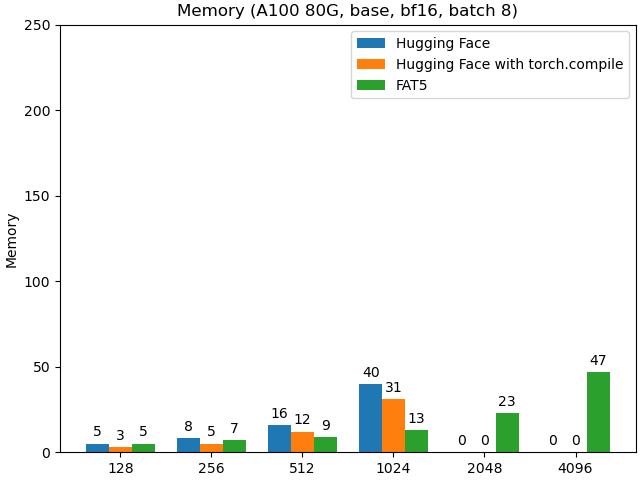 Memory (A100 80G, base, bf16, batch 8)
250
200
150
100
50
0
Memory
Hugging Face
Hugging Face with torch.compile
FAT5
5 3 5
8 5 7
16 12 9
40 31 13
0 0 23
0 0 47
128 256 512 1024 2048 4096